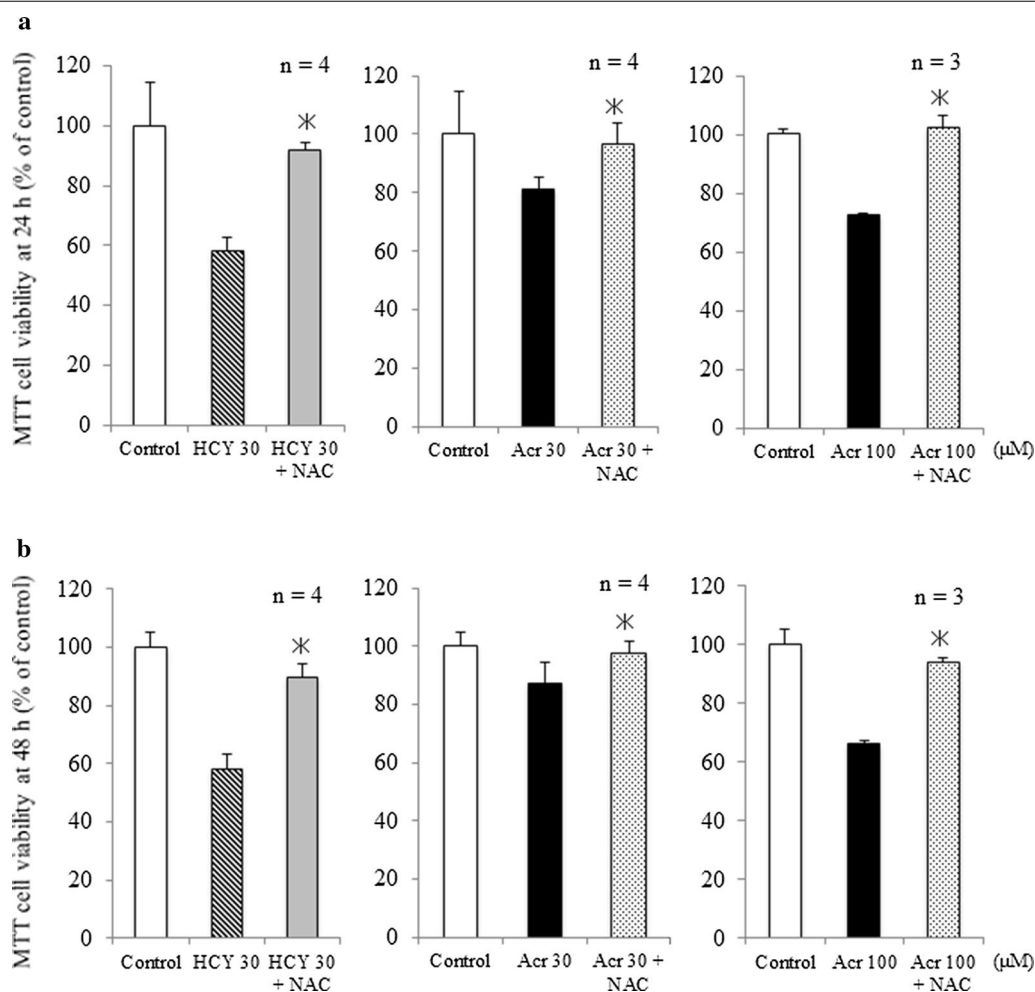 a
MTT cell viability at 24 h (% of control)
120
100
80
60
40
20
0
n = 4
*
Control HCY 30 HCY 30
+ NAC
120
100
80
60
40
20
0
n = 4
*
Control Acr 30 Acr 30 +
NAC
120
100
80
60
40
20
0
n = 3
*
Control Acr 100 Acr 100 (μM)
+ NAC
b
MTT cell viability at 48 h (% of control)
120
100
80
60
40
20
0
n = 4
*
Control HCY 30 HCY 30
+ NAC
120
100
80
60
40
20
0
n = 4
*
Control Acr 30 Acr 30 +
NAC
120
100
80
60
40
20
0
n = 3
*
Control Acr 100 Acr 100 (μM)
+ NAC